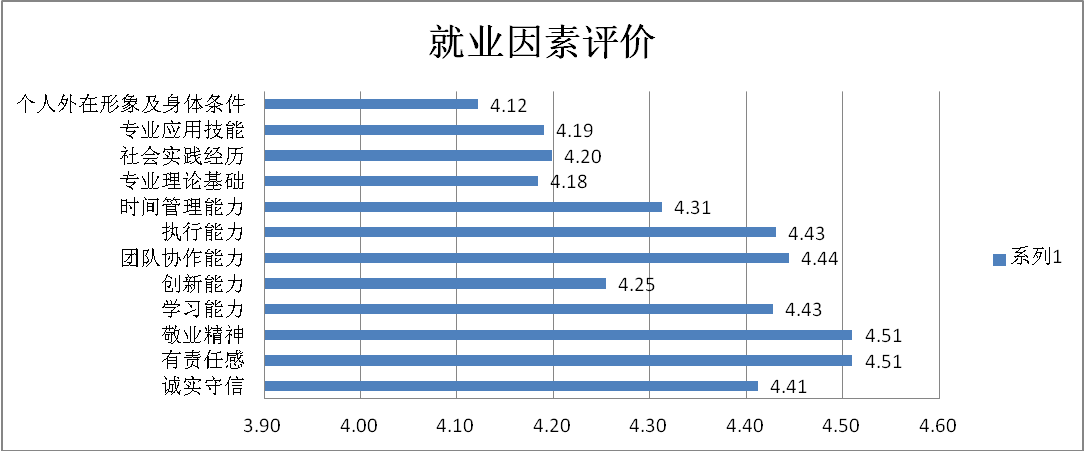 就业因素评价
个人外在形象及身体条件 4.12
专业应用技能 4.19
社会实践经历 4.20
专业理论基础 4.18
时间管理能力 4.31
执行能力 4.43
团队协作能力 4.44
创新能力 4.25
学习能力 4.43
敬业精神 4.51
有责任感 4.51
诚实守信 4.41
系列1
3.90 4.00 4.10 4.20 4.30 4.40 4.50 4.60